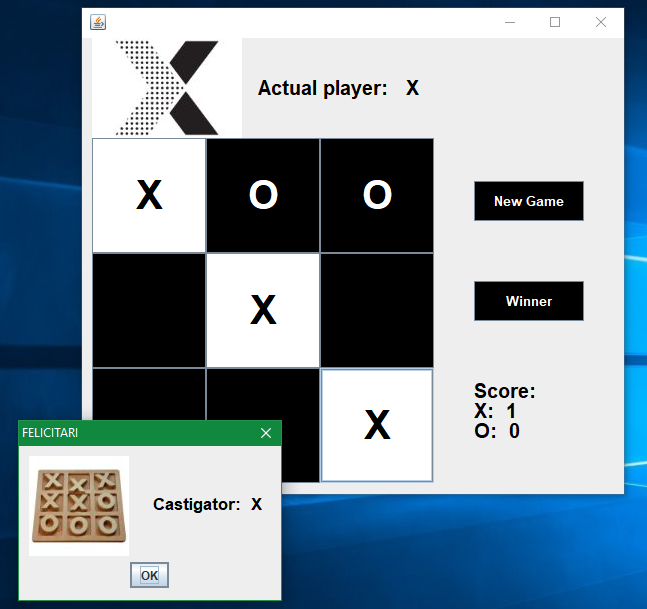 Actual player: X
X O O
X
X
New Game
Winner
Score:
X: 1
O: 0
FELICITARI
X X X
X X O
O O O
Castigator: X
OK